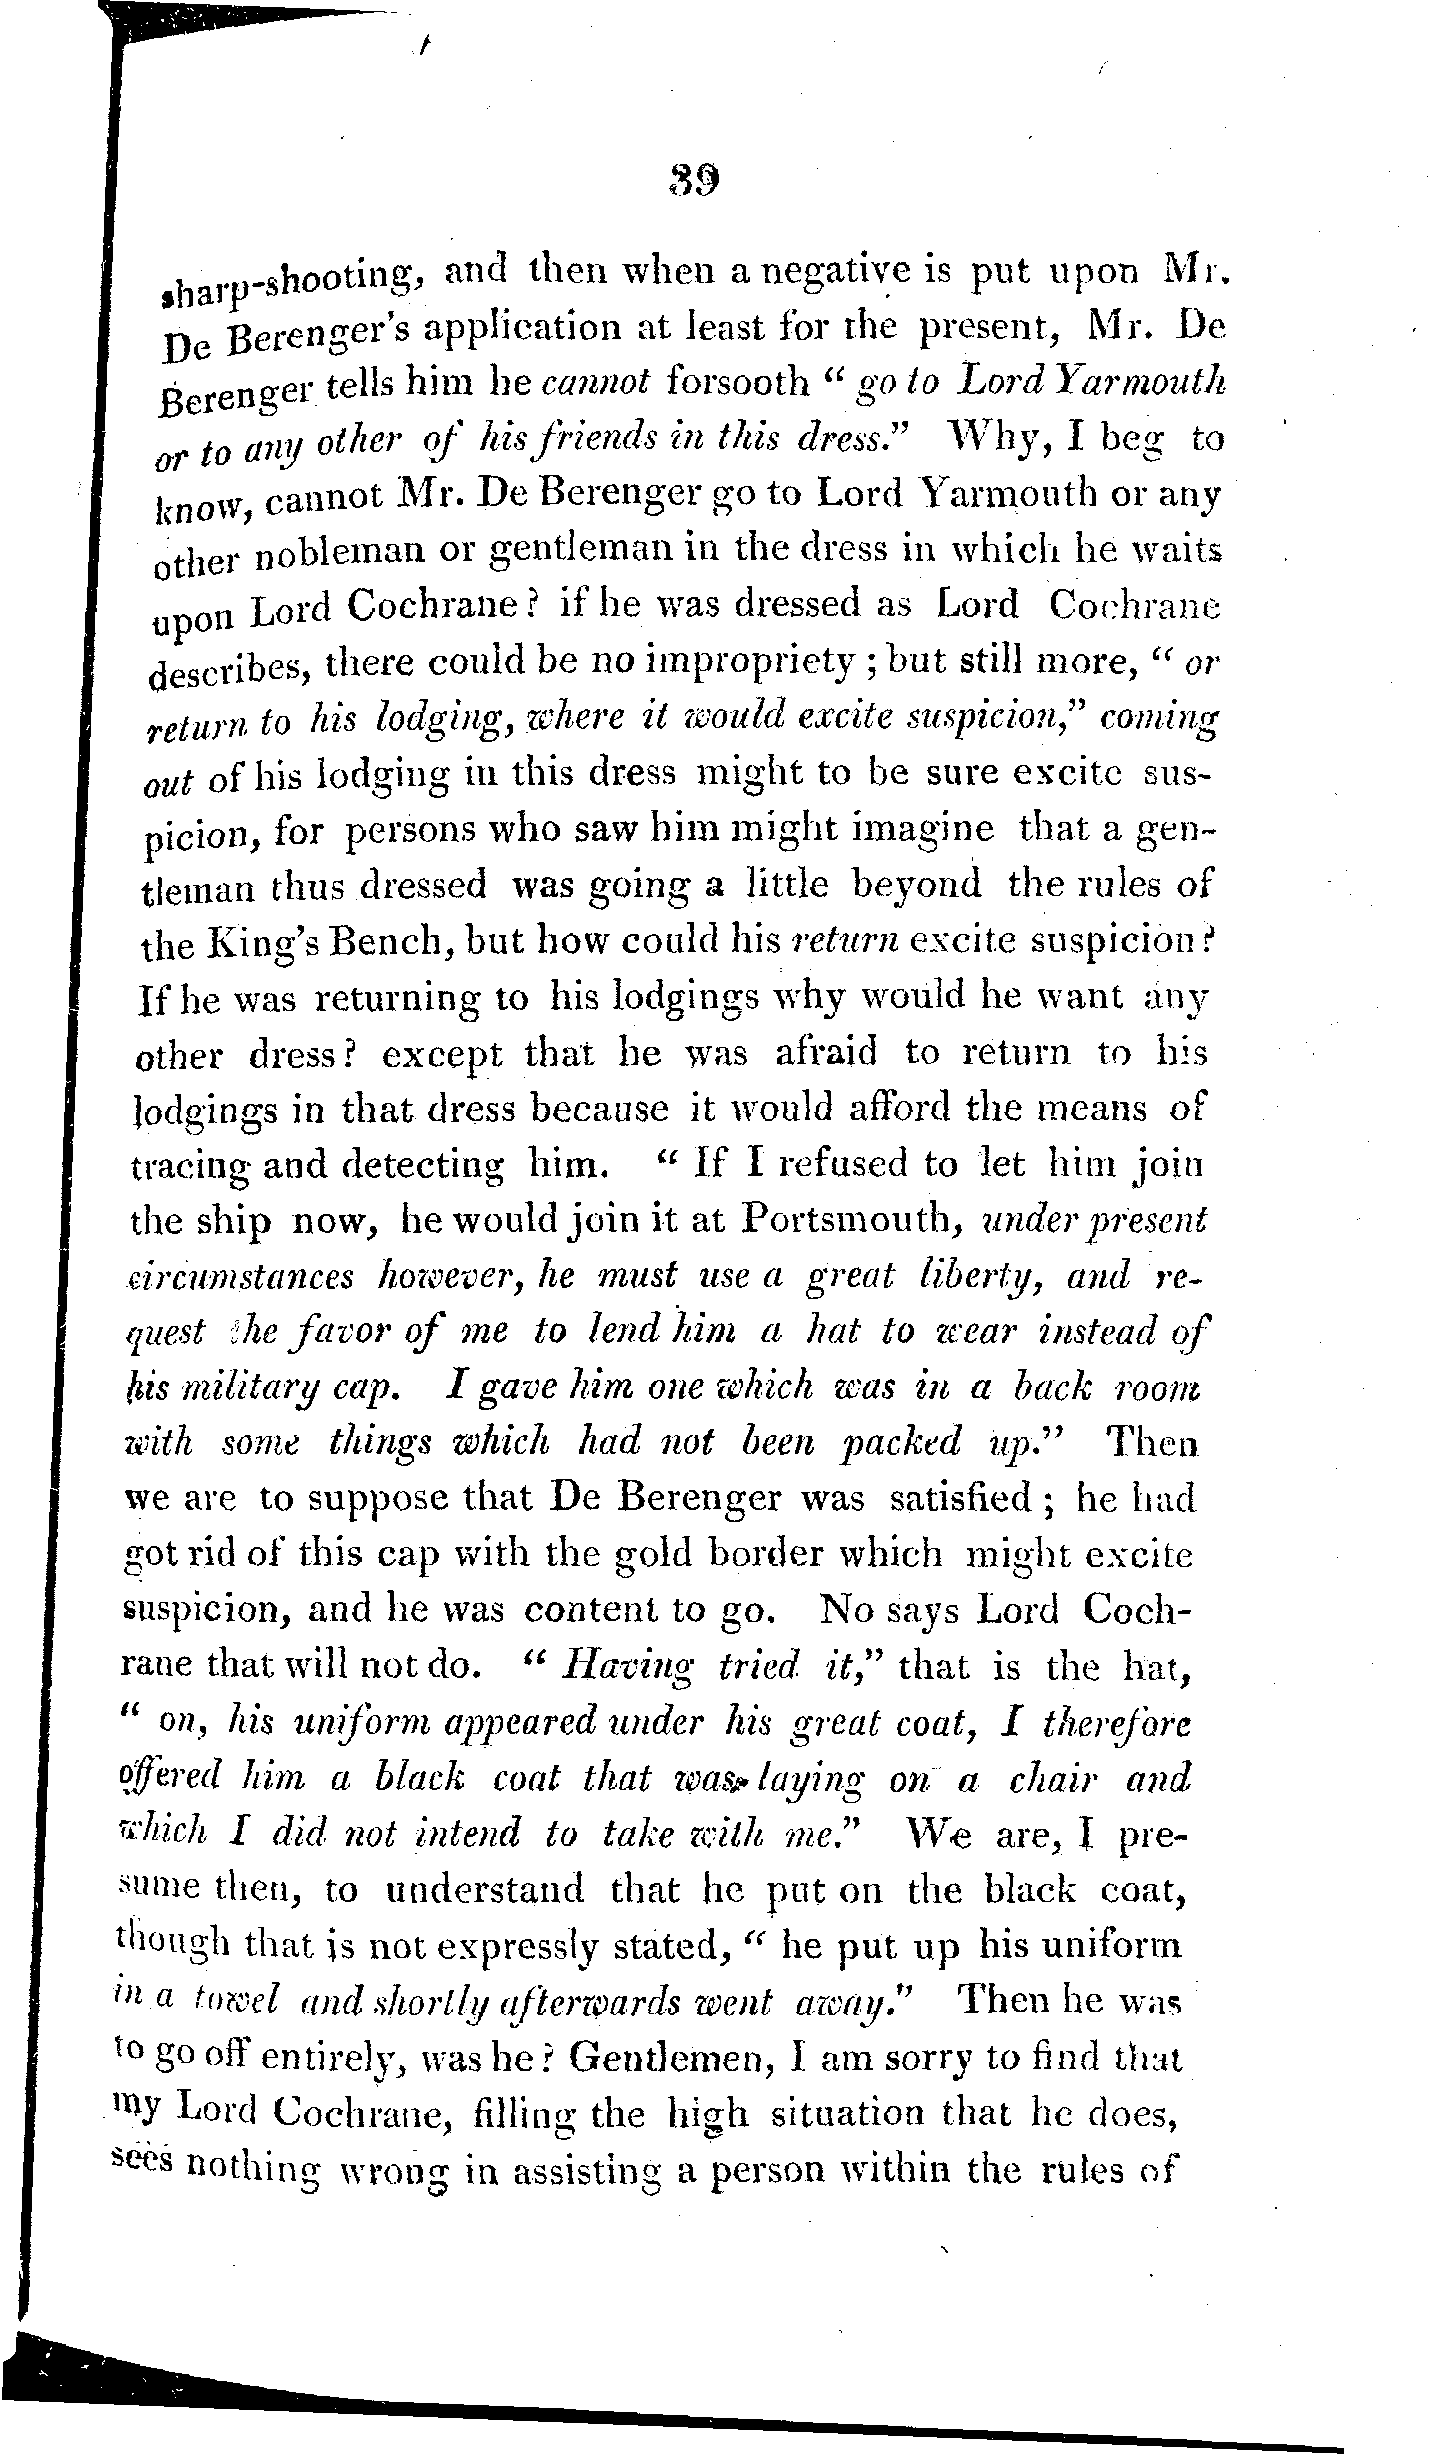 39
sharp-shooting, and then when a negative is put upon Mr.
De Berenger's application at least for the present, Mr. De
Berenger tells him he cannot forsooth “ go to Lord Yarmouth
or to any other of his friends in this dress.” Why, I beg to
know, cannot Mr. De Berenger go to Lord Yarmouth or any
other nobleman or gentleman in the dress in which he waits
upon Lord Cochrane? if he was dressed as Lord Cochrane
describes, there could be no impropriety ; but still more, “ or
return to his lodging, where it would excite suspicion,” coming
out of his lodging in this dress might to be sure excite sus-
picion, for persons who saw him might imagine that a gen-
tleman thus dressed was going a little beyond the rules of
the King's Bench, but how could his return excite suspicion?
If he was returning to his lodgings why would he want any
other dress? except that he was afraid to return to his
lodgings in that dress because it would afford the means of
tracing and detecting him. “ If I refused to let him join
the ship now, he would join it at Portsmouth, under present
circumstances however, he must use a great liberty, and re-
quest the favor of me to lend him a hat to wear instead of
his military cap. I gave him one which was in a back room
with some things which had not been packed up.” Then
we are to suppose that De Berenger was satisfied ; he had
got rid of this cap with the gold border which might excite
suspicion, and he was content to go. No says Lord Coch-
rane that will not do. “ Having tried it,” that is the hat,
“ on, his uniform appeared under his great coat, I therefore
offered him a black coat that was laying on a chair and
which I did not intend to take with me.” We are, I pre-
sume then, to understand that he put on the black coat,
though that is not expressly stated, “ he put up his uniform
in a towel and shortly afterwards went away.” Then he was
to go off entirely, was he? Gentlemen, I am sorry to find that
my Lord Cochrane, filling the high situation that he does,
sees nothing wrong in assisting a person within the rules of